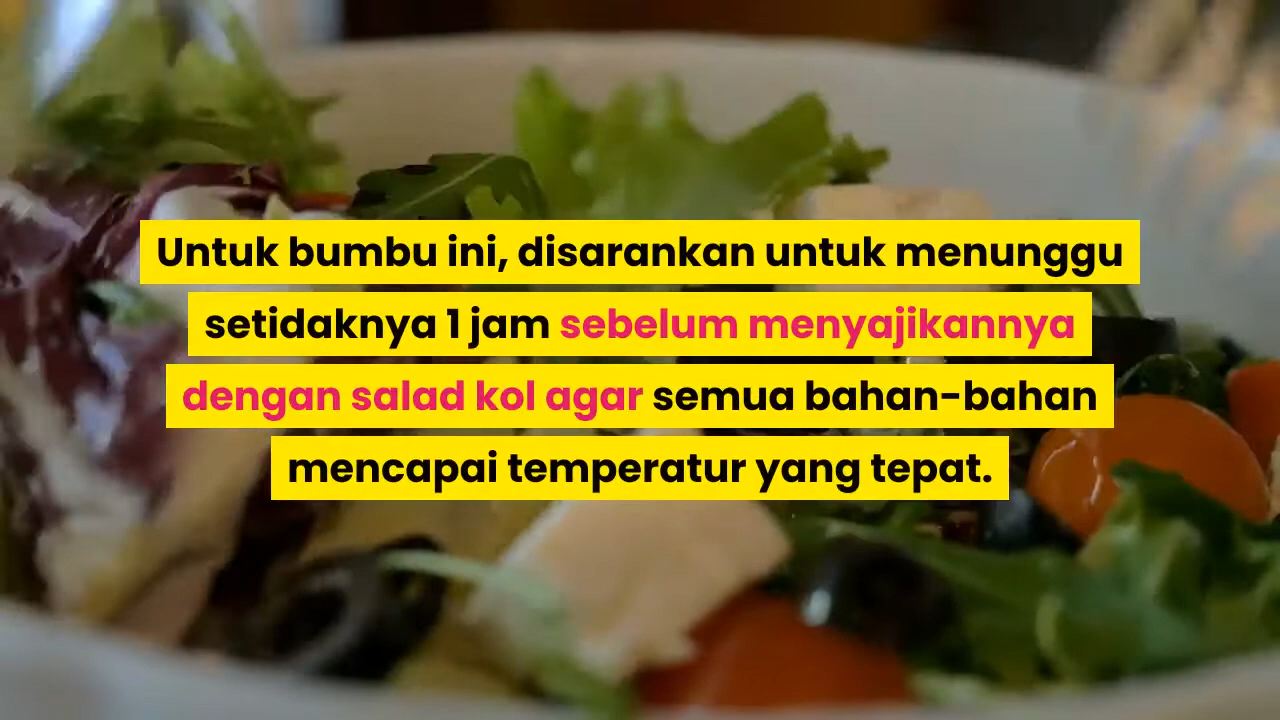 Untuk bumbu ini, disarankan untuk menunggu
setidaknya 1 jam sebelum menyajikannya
dengan salad kol agar semua bahan-bahan
mencapai temperatur yang tepat.